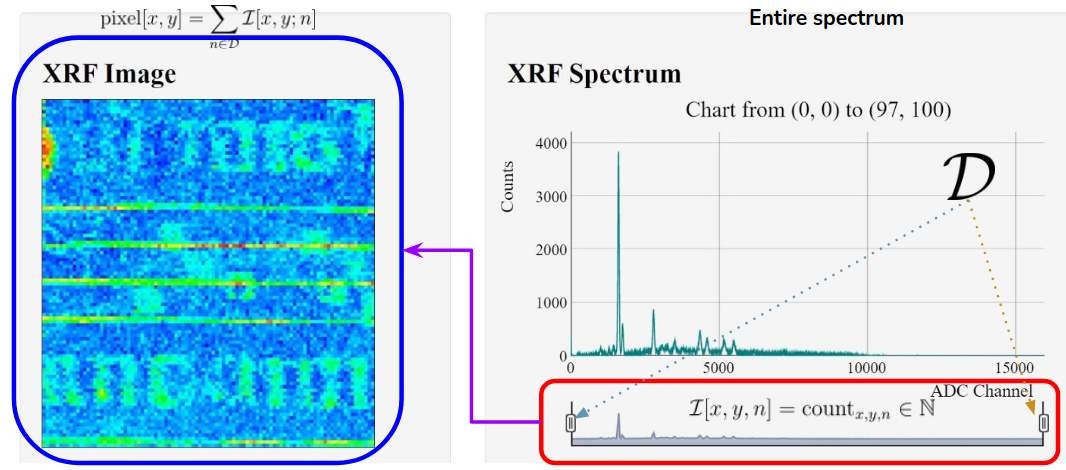 pixel[x, y] = ∑_{n∈𝒟} ℐ[x, y; n]
XRF Image
Entire spectrum
XRF Spectrum
Chart from (0, 0) to (97, 100)
Counts
4000
3000
2000
1000
0
𝒟
0 5000 10000 15000
ADC Channel
ℐ[x, y, n] = count_{x,y,n} ∈ ℕ